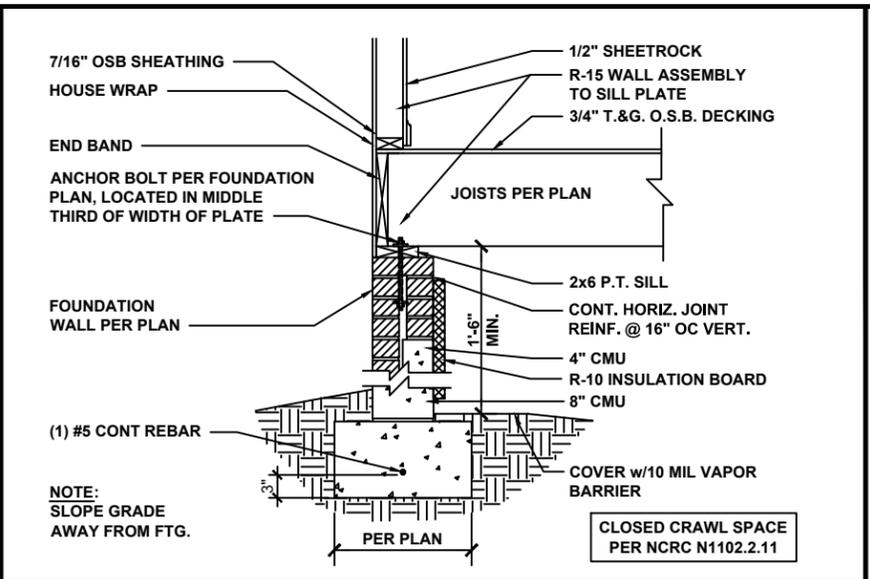 7/16" OSB SHEATHING
HOUSE WRAP
END BAND
ANCHOR BOLT PER FOUNDATION
PLAN, LOCATED IN MIDDLE
THIRD OF WIDTH OF PLATE
FOUNDATION
WALL PER PLAN
(1) #5 CONT REBAR
NOTE:
SLOPE GRADE
AWAY FROM FTG.
3"
PER PLAN
JOISTS PER PLAN
1'-6"
MIN.
1/2" SHEETROCK
R-15 WALL ASSEMBLY
TO SILL PLATE
3/4" T.&G. O.S.B. DECKING
2x6 P.T. SILL
CONT. HORIZ. JOINT
REINF. @ 16" OC VERT.
4" CMU
R-10 INSULATION BOARD
8" CMU
COVER w/10 MIL VAPOR
BARRIER
CLOSED CRAWL SPACE
PER NCRC N1102.2.11